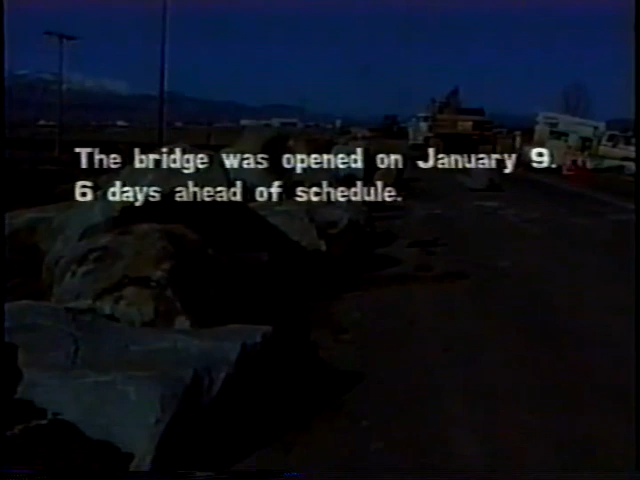 The bridge was opened on January 9.
6 days ahead of schedule.